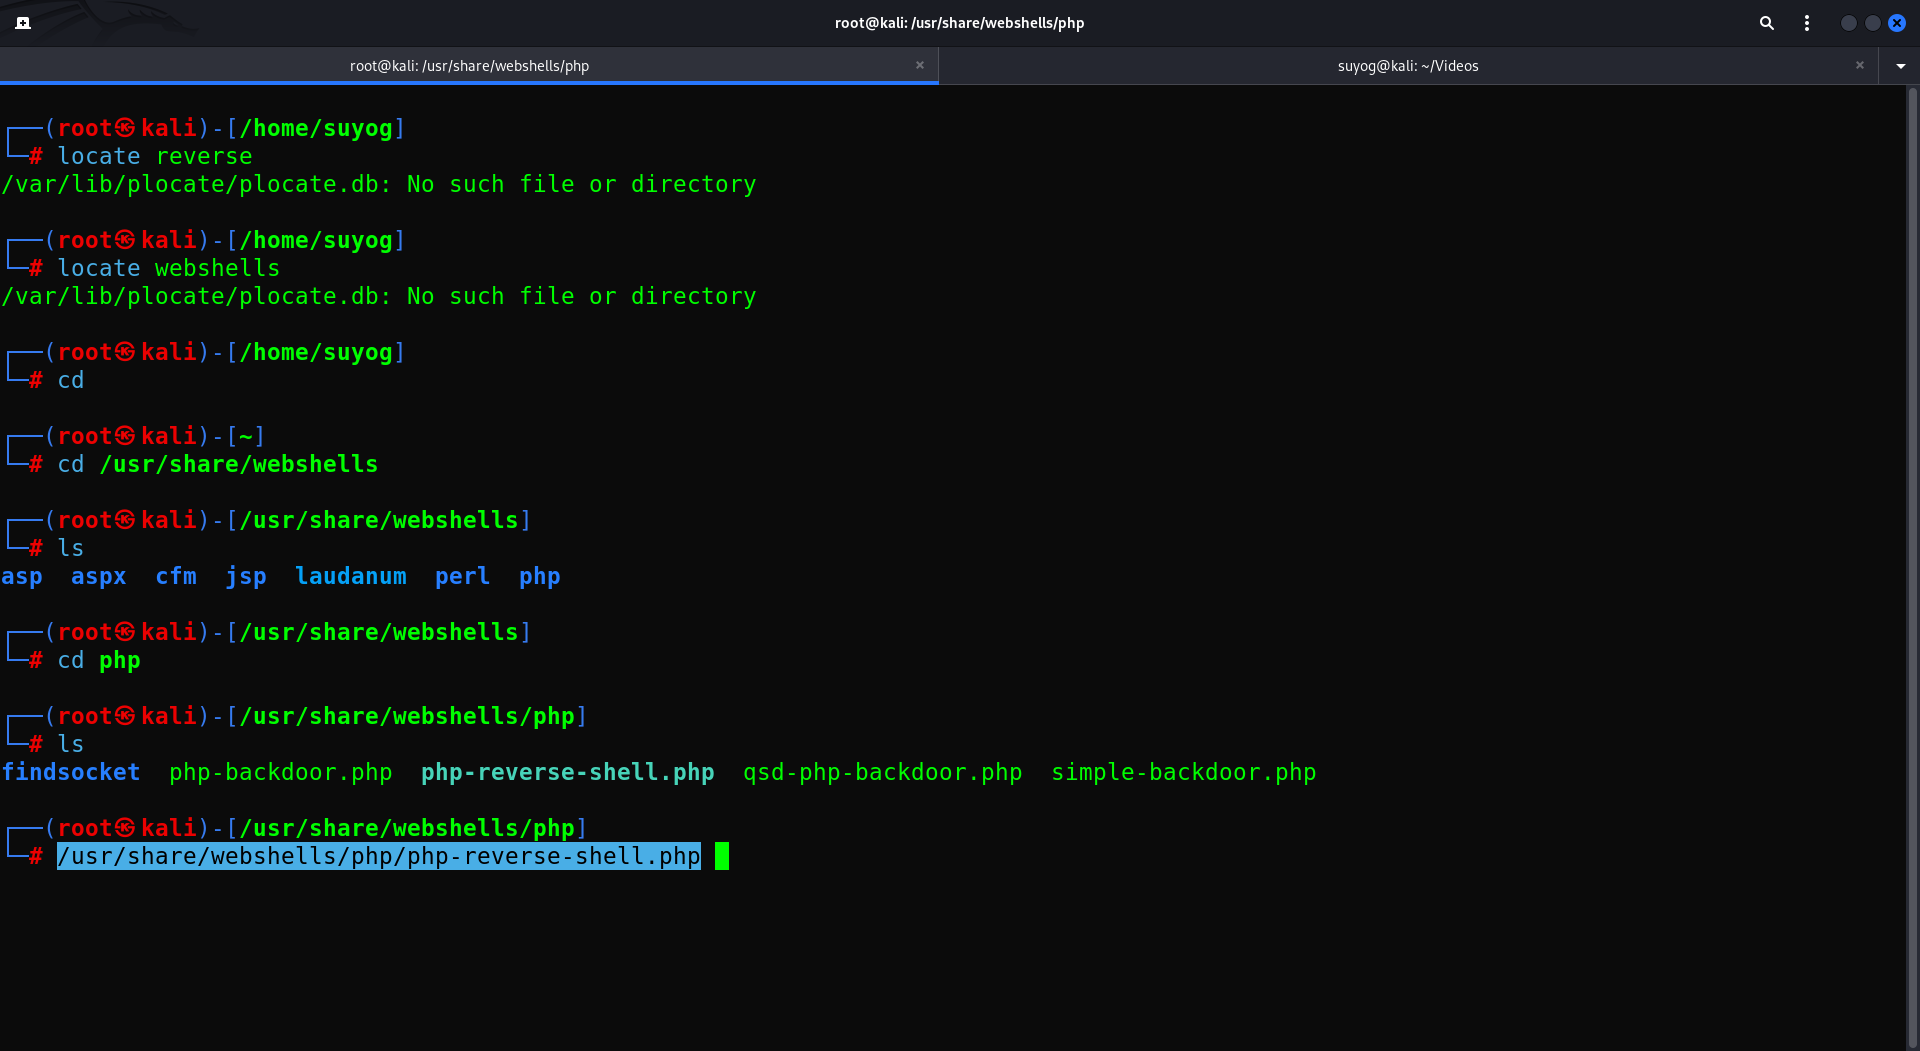 root@kali: /usr/share/webshells/php
root@kali: /usr/share/webshells/php
suyog@kali: ~/Videos
┌──(root㉿kali)-[/home/suyog]
└─# locate reverse
/var/lib/plocate/plocate.db: No such file or directory
┌──(root㉿kali)-[/home/suyog]
└─# locate webshells
/var/lib/plocate/plocate.db: No such file or directory
┌──(root㉿kali)-[/home/suyog]
└─# cd
┌──(root㉿kali)-[~]
└─# cd /usr/share/webshells
┌──(root㉿kali)-[/usr/share/webshells]
└─# ls
asp  aspx  cfm  jsp  laudanum  perl  php
┌──(root㉿kali)-[/usr/share/webshells]
└─# cd php
┌──(root㉿kali)-[/usr/share/webshells/php]
└─# ls
findsocket  php-backdoor.php  php-reverse-shell.php  qsd-php-backdoor.php  simple-backdoor.php
┌──(root㉿kali)-[/usr/share/webshells/php]
└─# /usr/share/webshells/php/php-reverse-shell.php